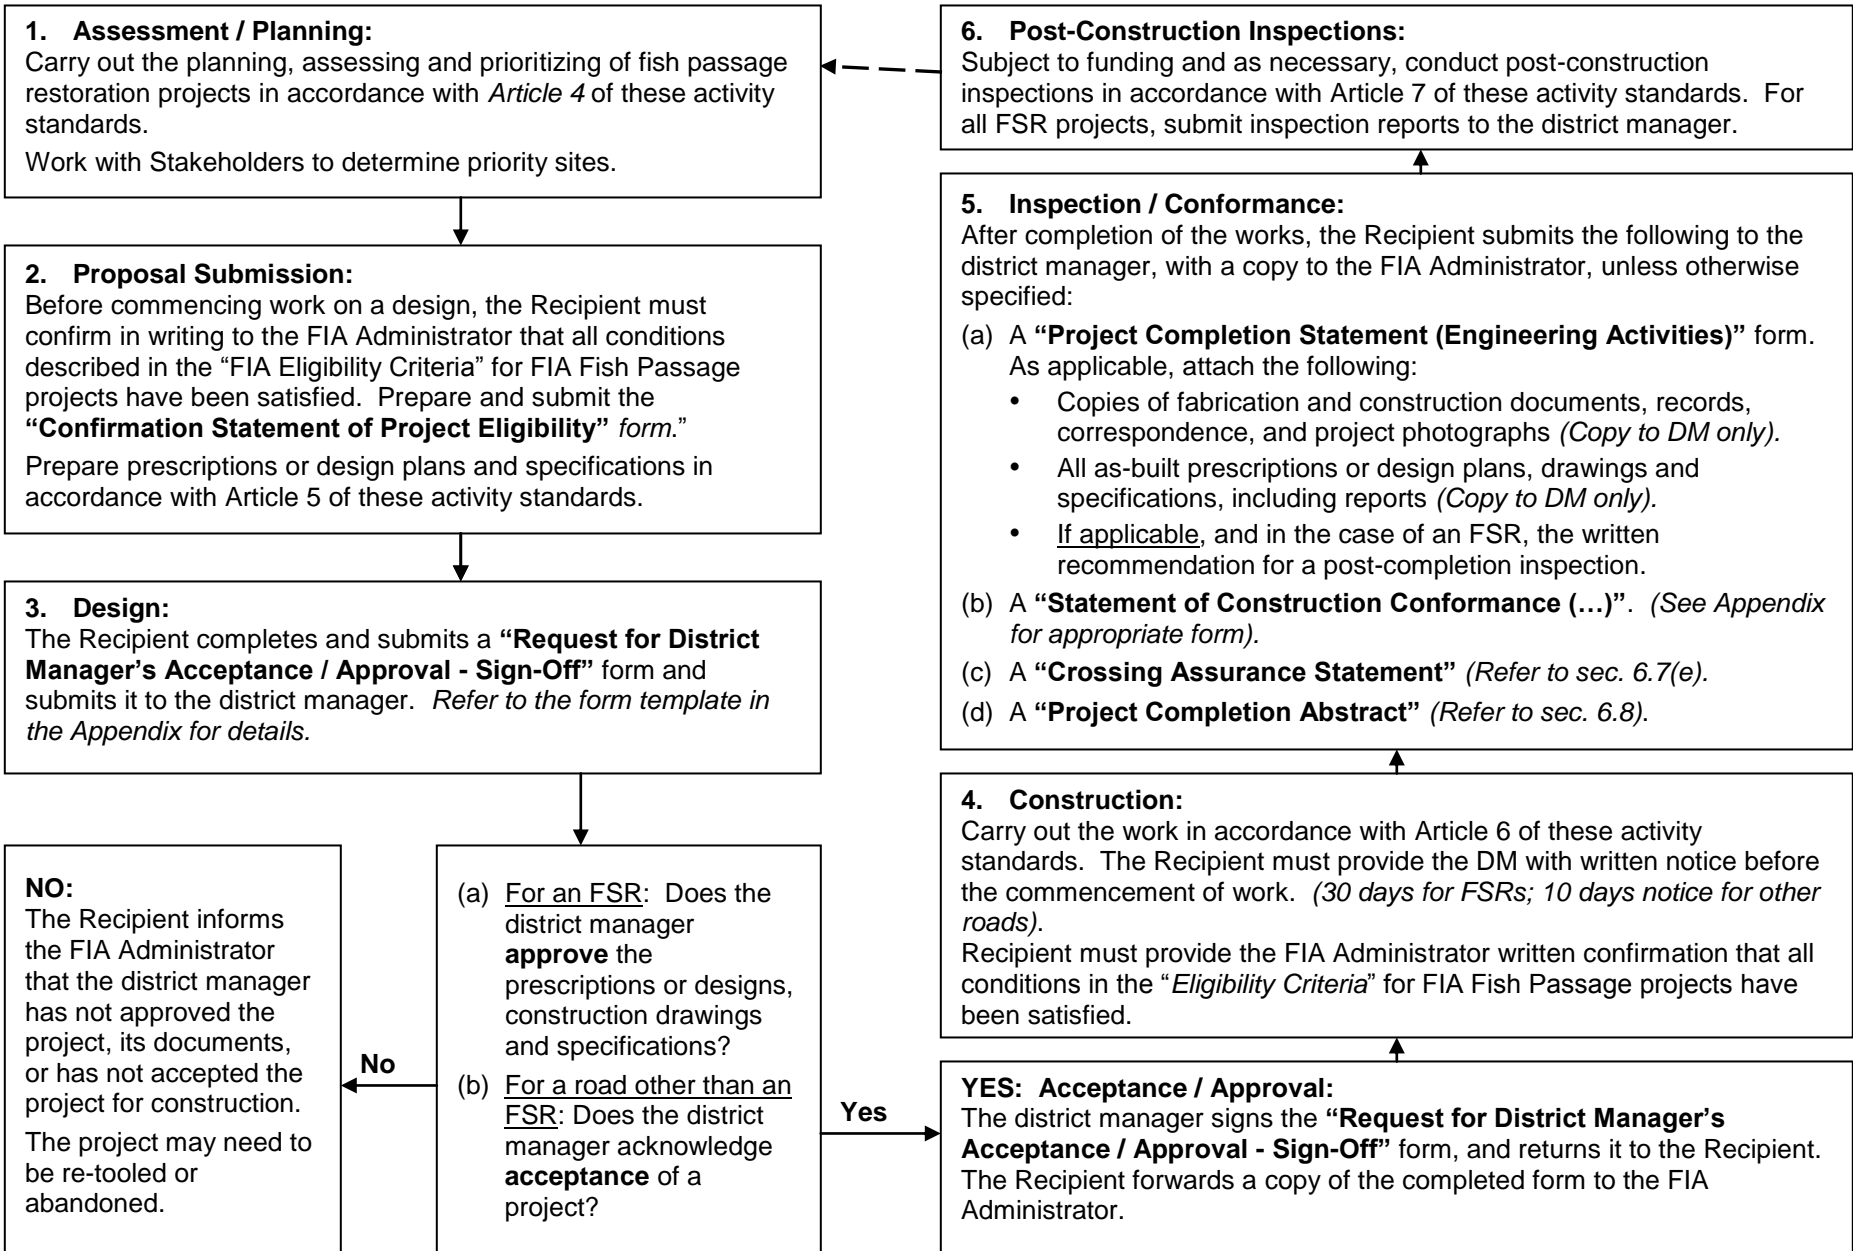 1. Assessment / Planning:
Carry out the planning, assessing and prioritizing of fish passage
restoration projects in accordance with Article 4 of these activity
standards.
Work with Stakeholders to determine priority sites.
2. Proposal Submission:
Before commencing work on a design, the Recipient must
confirm in writing to the FIA Administrator that all conditions
described in the “FIA Eligibility Criteria” for FIA Fish Passage
projects have been satisfied. Prepare and submit the
“Confirmation Statement of Project Eligibility” form.”
Prepare prescriptions or design plans and specifications in
accordance with Article 5 of these activity standards.
3. Design:
The Recipient completes and submits a “Request for District
Manager’s Acceptance / Approval - Sign-Off” form and
submits it to the district manager. Refer to the form template in
the Appendix for details.
NO:
The Recipient informs
the FIA Administrator
that the district manager
has not approved the
project, its documents,
or has not accepted the
project for construction.
The project may need to
be re-tooled or
abandoned.
No
(a) For an FSR: Does the
district manager
approve the
prescriptions or designs,
construction drawings
and specifications?
(b) For a road other than an
FSR: Does the district
manager acknowledge
acceptance of a
project?
Yes
YES: Acceptance / Approval:
The district manager signs the “Request for District Manager’s
Acceptance / Approval - Sign-Off” form, and returns it to the Recipient.
The Recipient forwards a copy of the completed form to the FIA
Administrator.
4. Construction:
Carry out the work in accordance with Article 6 of these activity
standards. The Recipient must provide the DM with written notice before
the commencement of work. (30 days for FSRs; 10 days notice for other
roads).
Recipient must provide the FIA Administrator written confirmation that all
conditions in the “Eligibility Criteria” for FIA Fish Passage projects have
been satisfied.
5. Inspection / Conformance:
After completion of the works, the Recipient submits the following to the
district manager, with a copy to the FIA Administrator, unless otherwise
specified:
(a) A “Project Completion Statement (Engineering Activities)” form.
As applicable, attach the following:
• Copies of fabrication and construction documents, records,
correspondence, and project photographs (Copy to DM only).
• All as-built prescriptions or design plans, drawings and
specifications, including reports (Copy to DM only).
• If applicable, and in the case of an FSR, the written
recommendation for a post-completion inspection.
(b) A “Statement of Construction Conformance (…)”. (See Appendix
for appropriate form).
(c) A “Crossing Assurance Statement” (Refer to sec. 6.7(e).
(d) A “Project Completion Abstract” (Refer to sec. 6.8).
6. Post-Construction Inspections:
Subject to funding and as necessary, conduct post-construction
inspections in accordance with Article 7 of these activity standards. For
all FSR projects, submit inspection reports to the district manager.